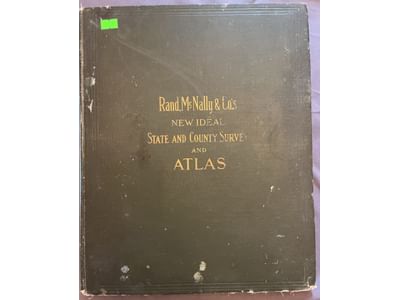 Rand, McNally & Co.'s
NEW IDEAL
STATE AND COUNTY SURVEY
AND
ATLAS